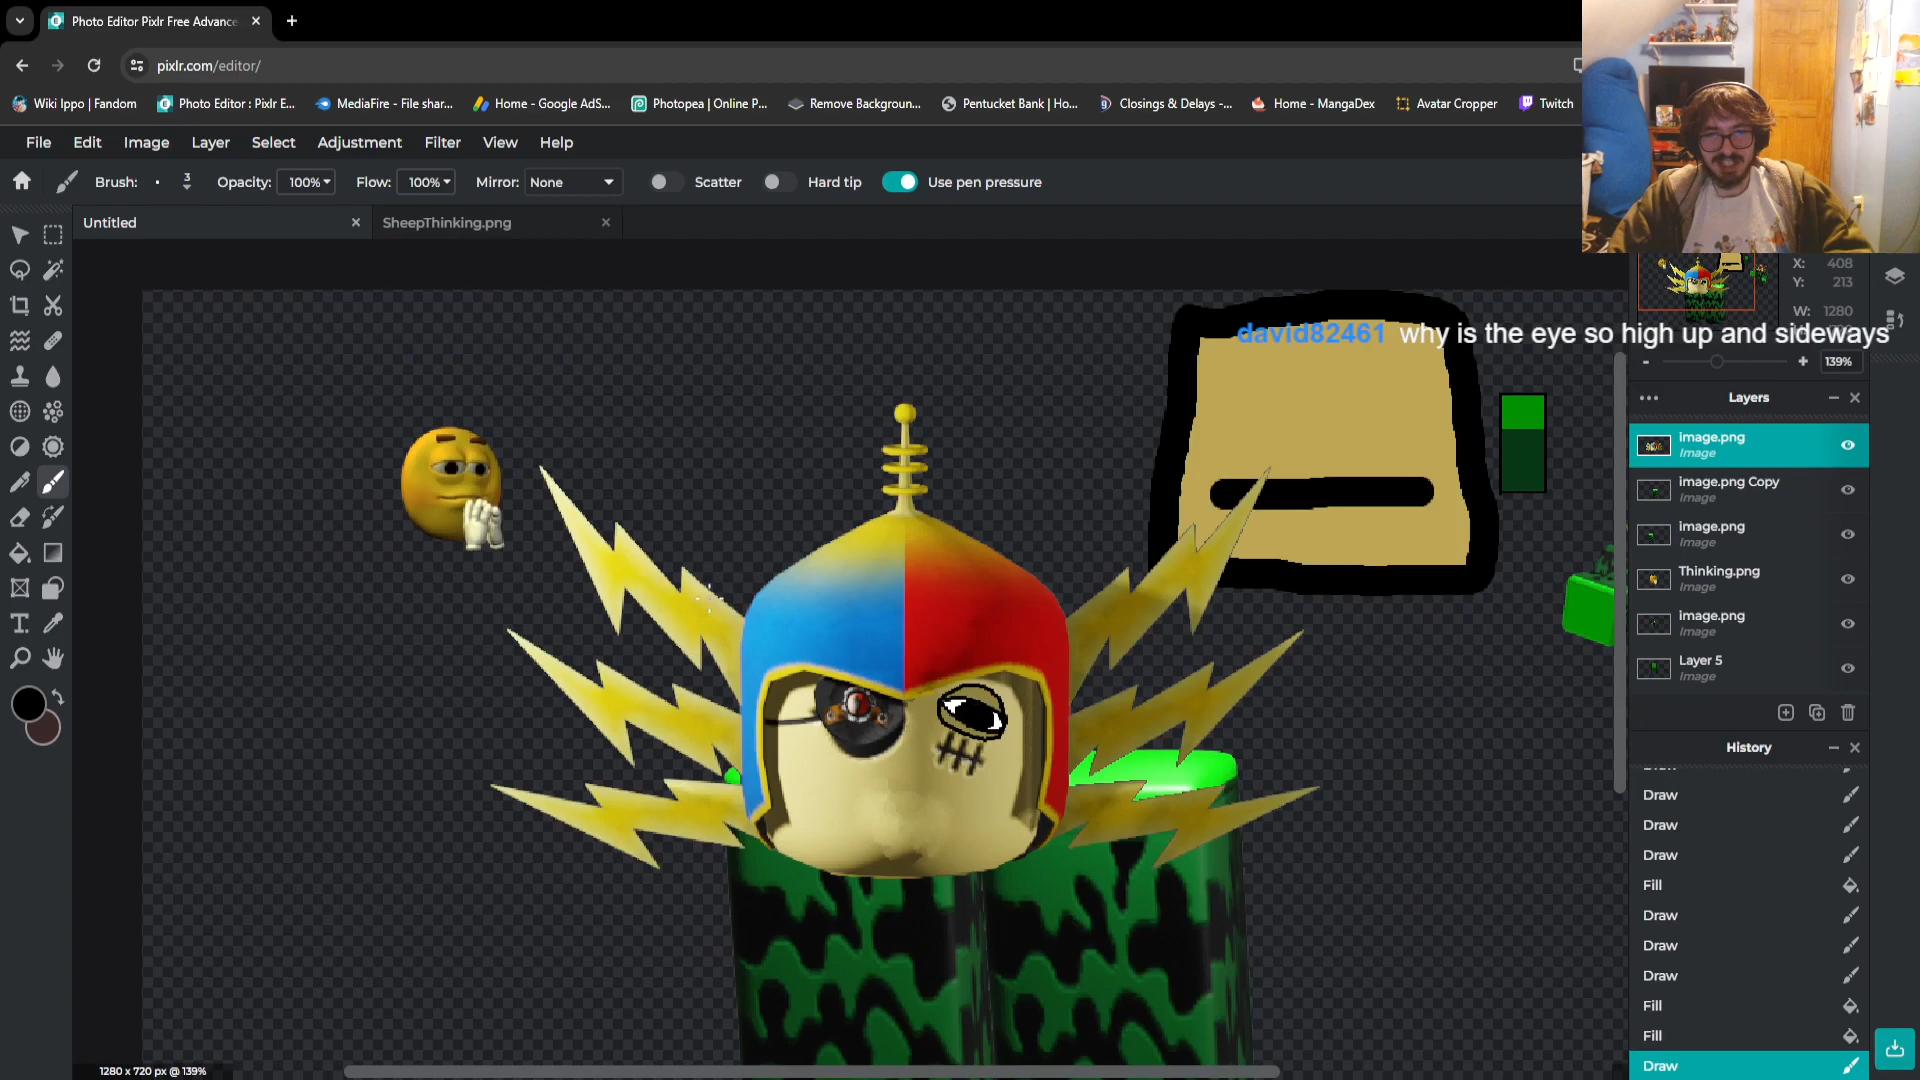 Photo Editor Pixlr Free Advance
pixlr.com/editor/
Wiki Ippo | Fandom
Photo Editor : Pixlr E...
MediaFire - File shar...
Home - Google AdS...
Photopea | Online P...
Remove Backgroun...
Pentucket Bank | Ho...
Closings & Delays -...
Home - MangaDex
Avatar Cropper
Twitch
File Edit Image Layer Select Adjustment Filter View Help
Brush: 3 Opacity: 100% Flow: 100% Mirror: None Scatter Hard tip Use pen pressure
Untitled
SheepThinking.png
X: 408
Y: 213
W: 1280
david82461 why is the eye so high up and sideways
139%
Layers
image.png
Image
image.png Copy
Image
image.png
Image
Thinking.png
Image
image.png
Image
Layer 5
Image
History
Draw
Draw
Draw
Fill
Draw
Draw
Draw
Fill
Fill
Draw
1280 x 720 px @ 139%